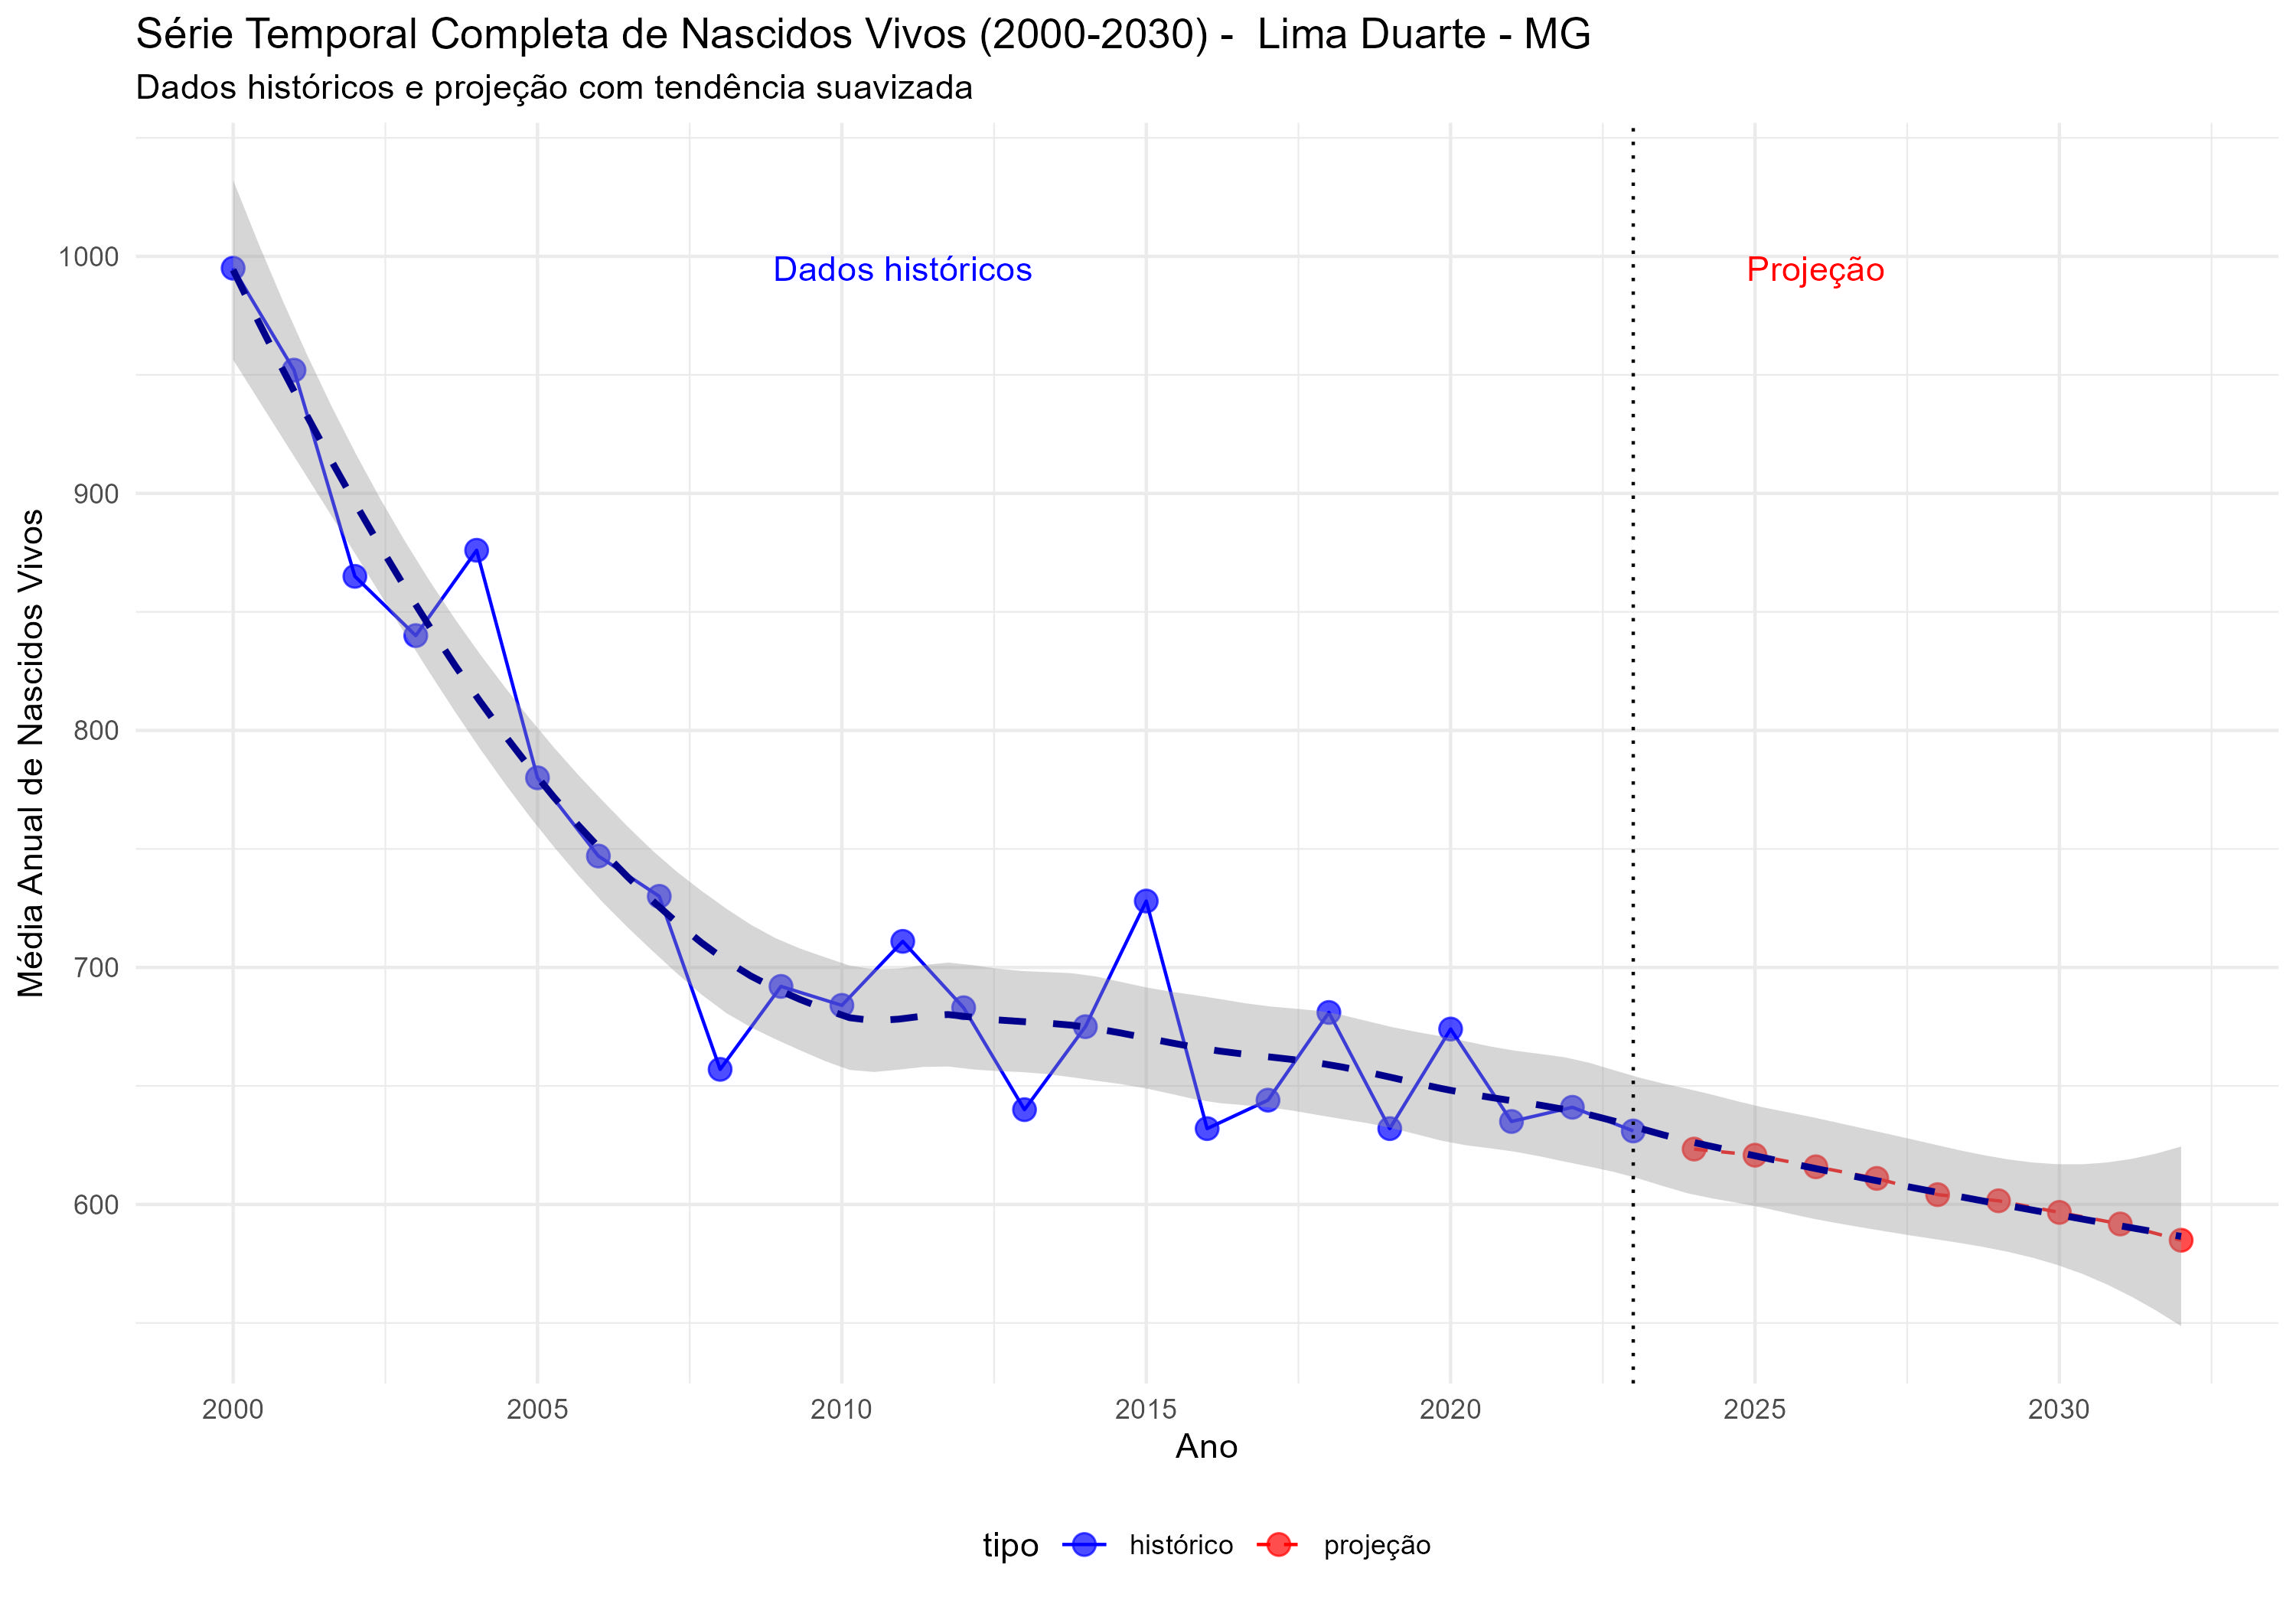 Série Temporal Completa de Nascidos Vivos (2000-2030) -  Lima Duarte - MG
Dados históricos e projeção com tendência suavizada
Dados históricos
Projeção
Média Anual de Nascidos Vivos
1000
900
800
700
600
2000 2005 2010 2015 2020 2025 2030
Ano
tipo histórico projeção